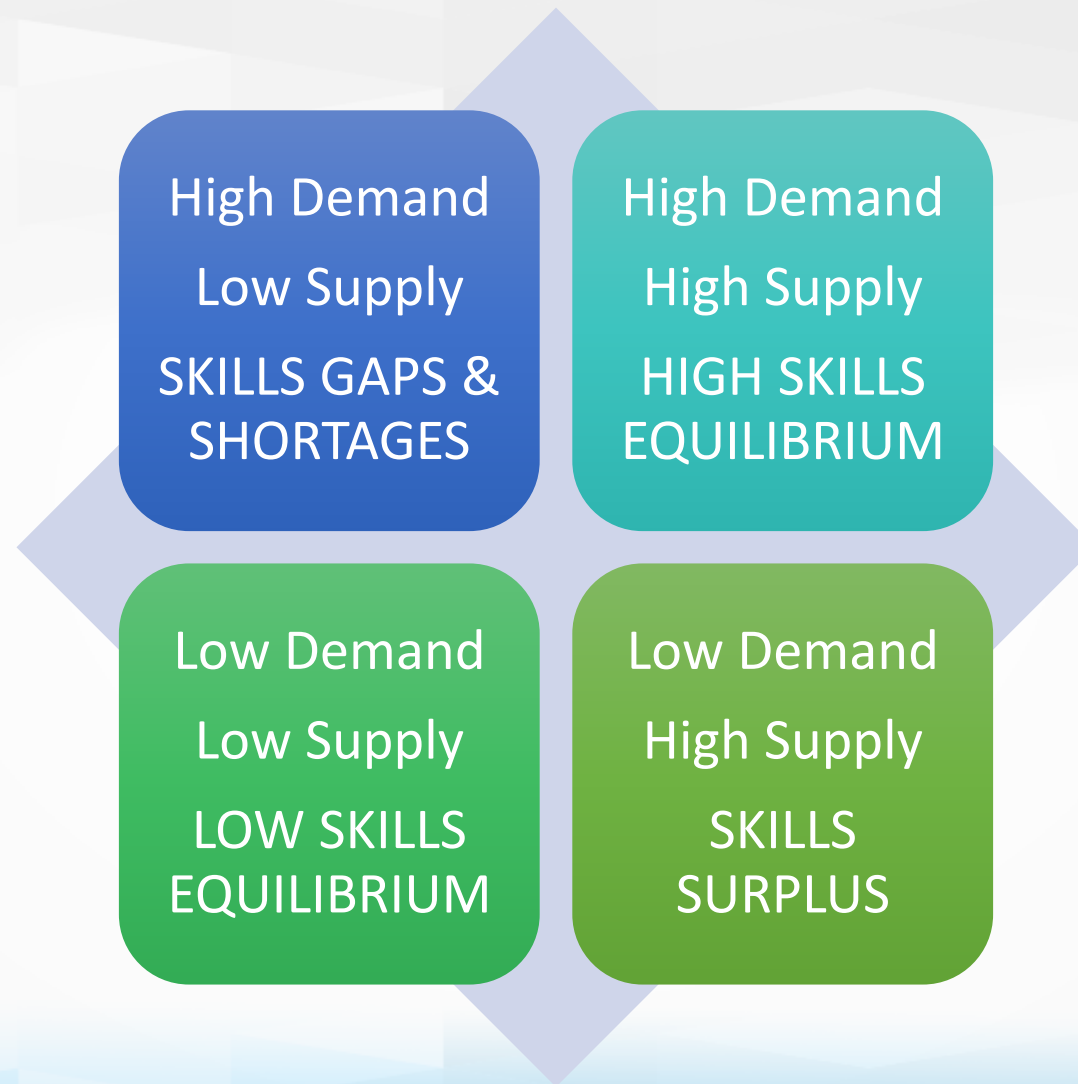 High Demand
Low Supply
SKILLS GAPS &
SHORTAGES
High Demand
High Supply
HIGH SKILLS
EQUILIBRIUM
Low Demand
Low Supply
LOW SKILLS
EQUILIBRIUM
Low Demand
High Supply
SKILLS
SURPLUS